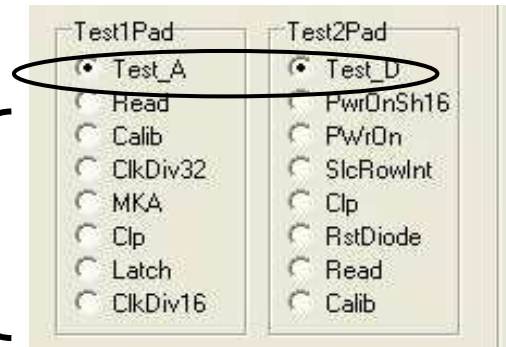 Test1Pad
Test_A
Read
Calib
ClkDiv32
MKA
Clp
Latch
ClkDiv16
Test2Pad
Test_D
PwrOnSh16
PWrOn
SlcRowInt
Clp
RstDiode
Read
Calib